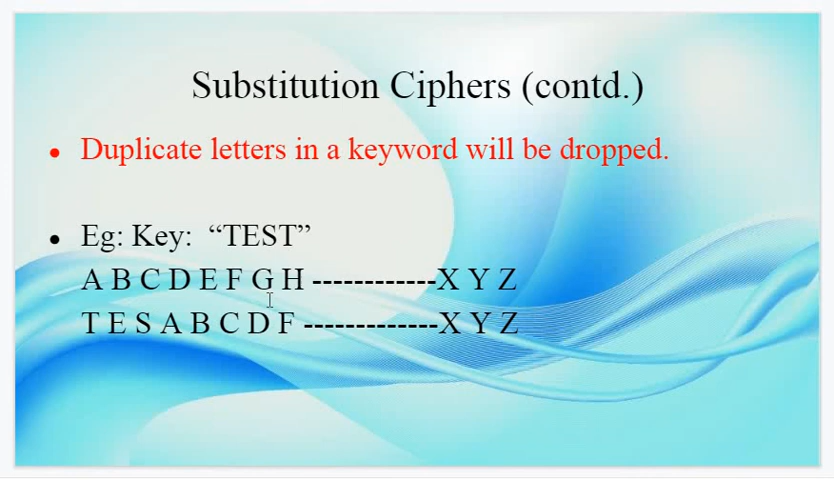 Substitution Ciphers (contd.)
• Duplicate letters in a keyword will be dropped.
• Eg: Key: “TEST”
A B C D E F G H ------------X Y Z
T E S A B C D F -------------X Y Z